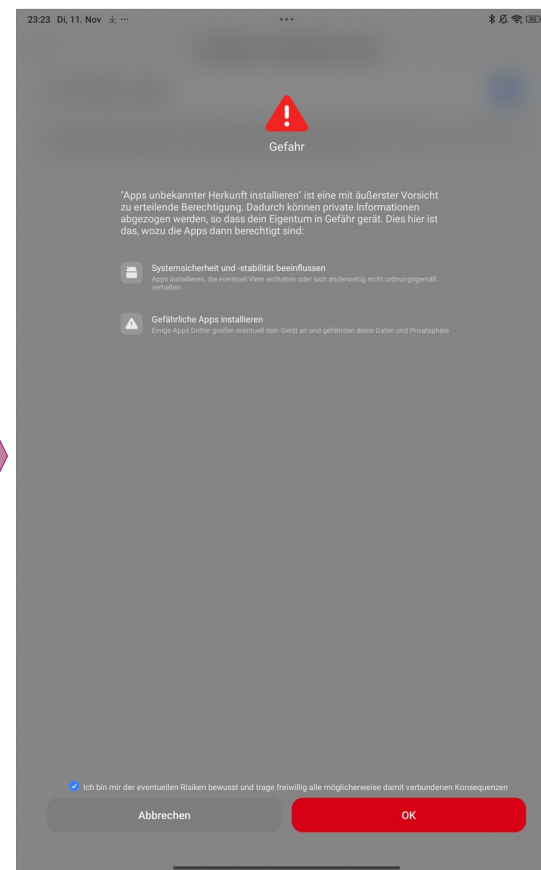 23:23 Di, 11. Nov
Gefahr
"Apps unbekannter Herkunft installieren" ist eine mit äußerster Vorsicht
zu erteilende Berechtigung. Dadurch können private Informationen
abgezogen werden, so dass dein Eigentum in Gefähr gerät. Dies hier ist
das, wozu die Apps dann berechtigt sind:
Systemsicherheit und -stabilität beeinflussen
Apps installieren, die eventuell Viren enthalten oder sich anderweitig nicht ordnungsgemäß
verhalten
Gefährliche Apps installieren
Einige Apps Dritter greifen eventuell dein Gerät an und gefährden deine Daten und Privatsphäre
Ich bin mir der eventuellen Risiken bewusst und trage freiwillig alle möglicherweise damit verbundenen Konsequenzen
Abbrechen
OK